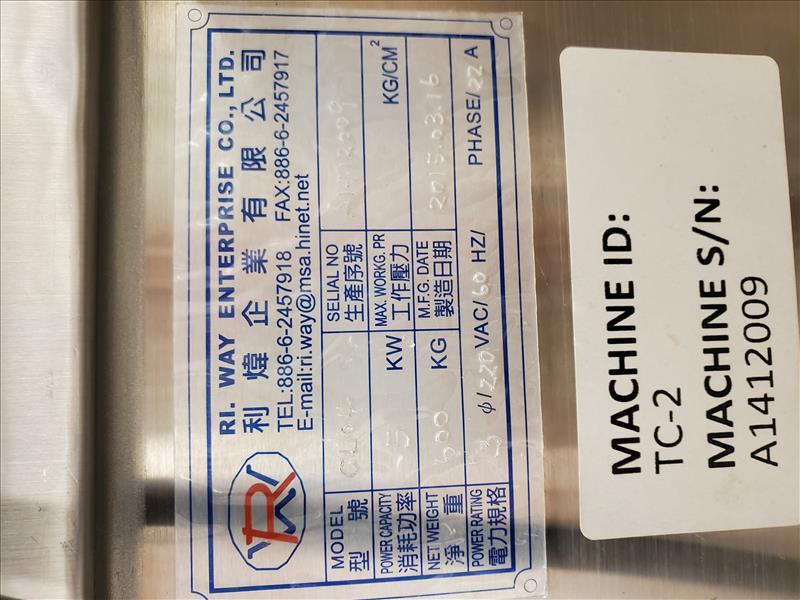 RI. WAY ENTERPRISE CO., LTD.
利煒企業有限公司
TEL:886-6-2457918 FAX:886-6-2457917
E-mail:ri.way@msa.hinet.net
MODEL SELIAL NO
型號 生產序號 A1412009
POWER CAPACITY 5 KW MAX. WORKG. PR KG/CM²
消耗功率 工作壓力
NET WEIGHT KG M.F.G. DATE 2015.03.16
淨重 製造日期
POWER RATING 3 φ/ 220 VAC/ 60 HZ/ PHASE/ 22 A
電力規格
MACHINE ID:
TC-2
MACHINE S/N:
A1412009